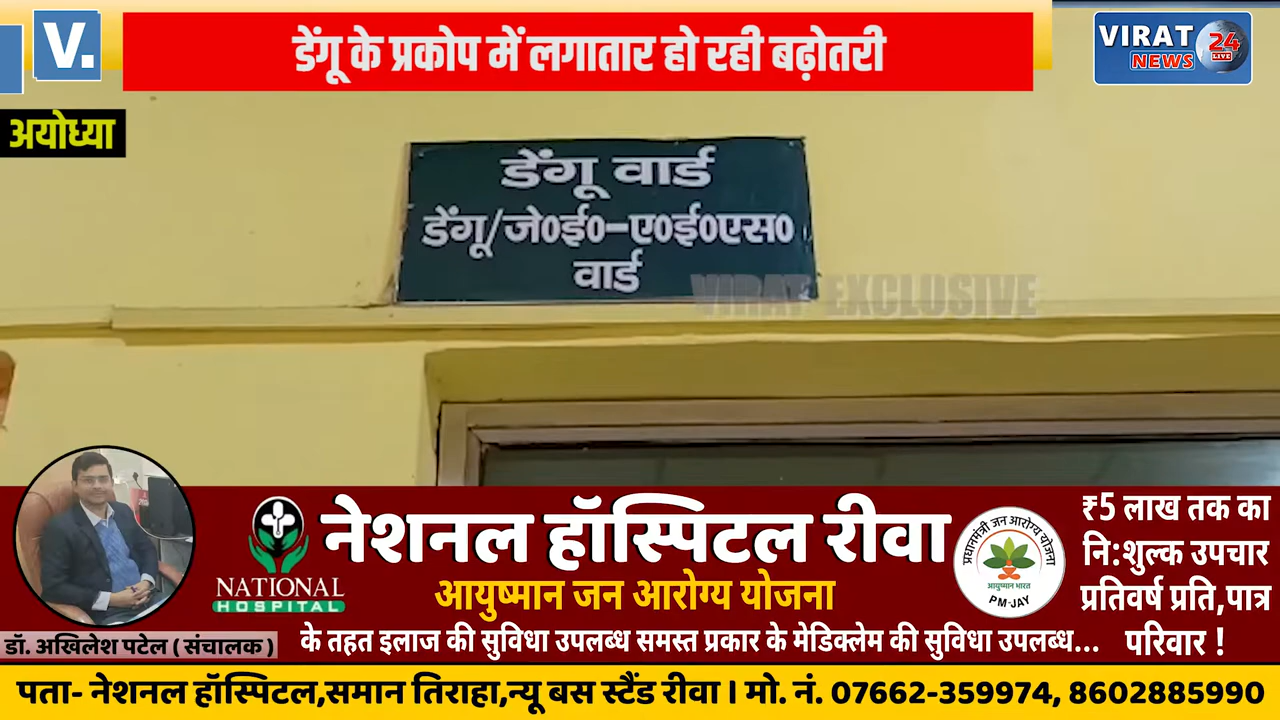 V.
डेंगू के प्रकोप में लगातार हो रही बढ़ोतरी
VIRAT
NEWS
24
LIVE
अयोध्या
डेंगू वार्ड
डेंगू/जे0ई0-ए0ई0एस0
वार्ड
VIRAT EXCLUSIVE
नेशनल हॉस्पिटल रीवा
NATIONAL
HOSPITAL
आयुष्मान जन आरोग्य योजना
के तहत इलाज की सुविधा उपलब्ध समस्त प्रकार के मेडिक्लेम की सुविधा उपलब्ध...
प्रधानमंत्री जन आरोग्य योजना
आयुष्मान भारत
PM-JAY
₹5 लाख तक का
नि:शुल्क उपचार
प्रतिवर्ष प्रति,पात्र
परिवार !
डॉ. अखिलेश पटेल ( संचालक )
पता- नेशनल हॉस्पिटल,समान तिराहा,न्यू बस स्टैंड रीवा । मो. नं. 07662-359974, 8602885990